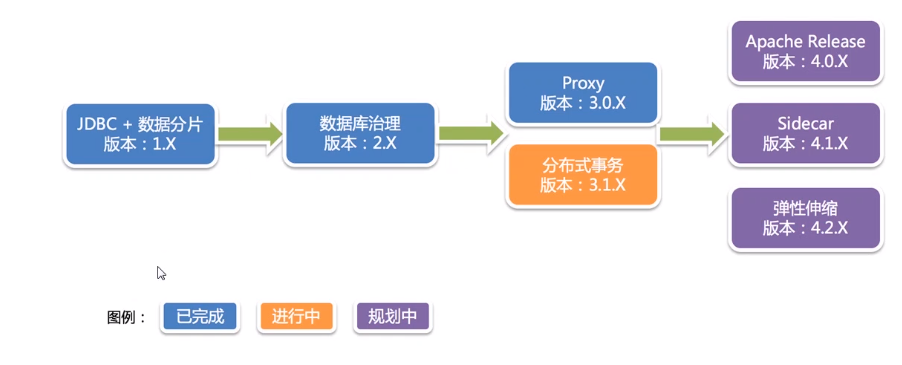 JDBC + 数据分片
版本：1.X
数据库治理
版本：2.X
Proxy
版本：3.0.X
分布式事务
版本：3.1.X
Apache Release
版本：4.0.X
Sidecar
版本：4.1.X
弹性伸缩
版本：4.2.X
图例： 已完成 进行中 规划中